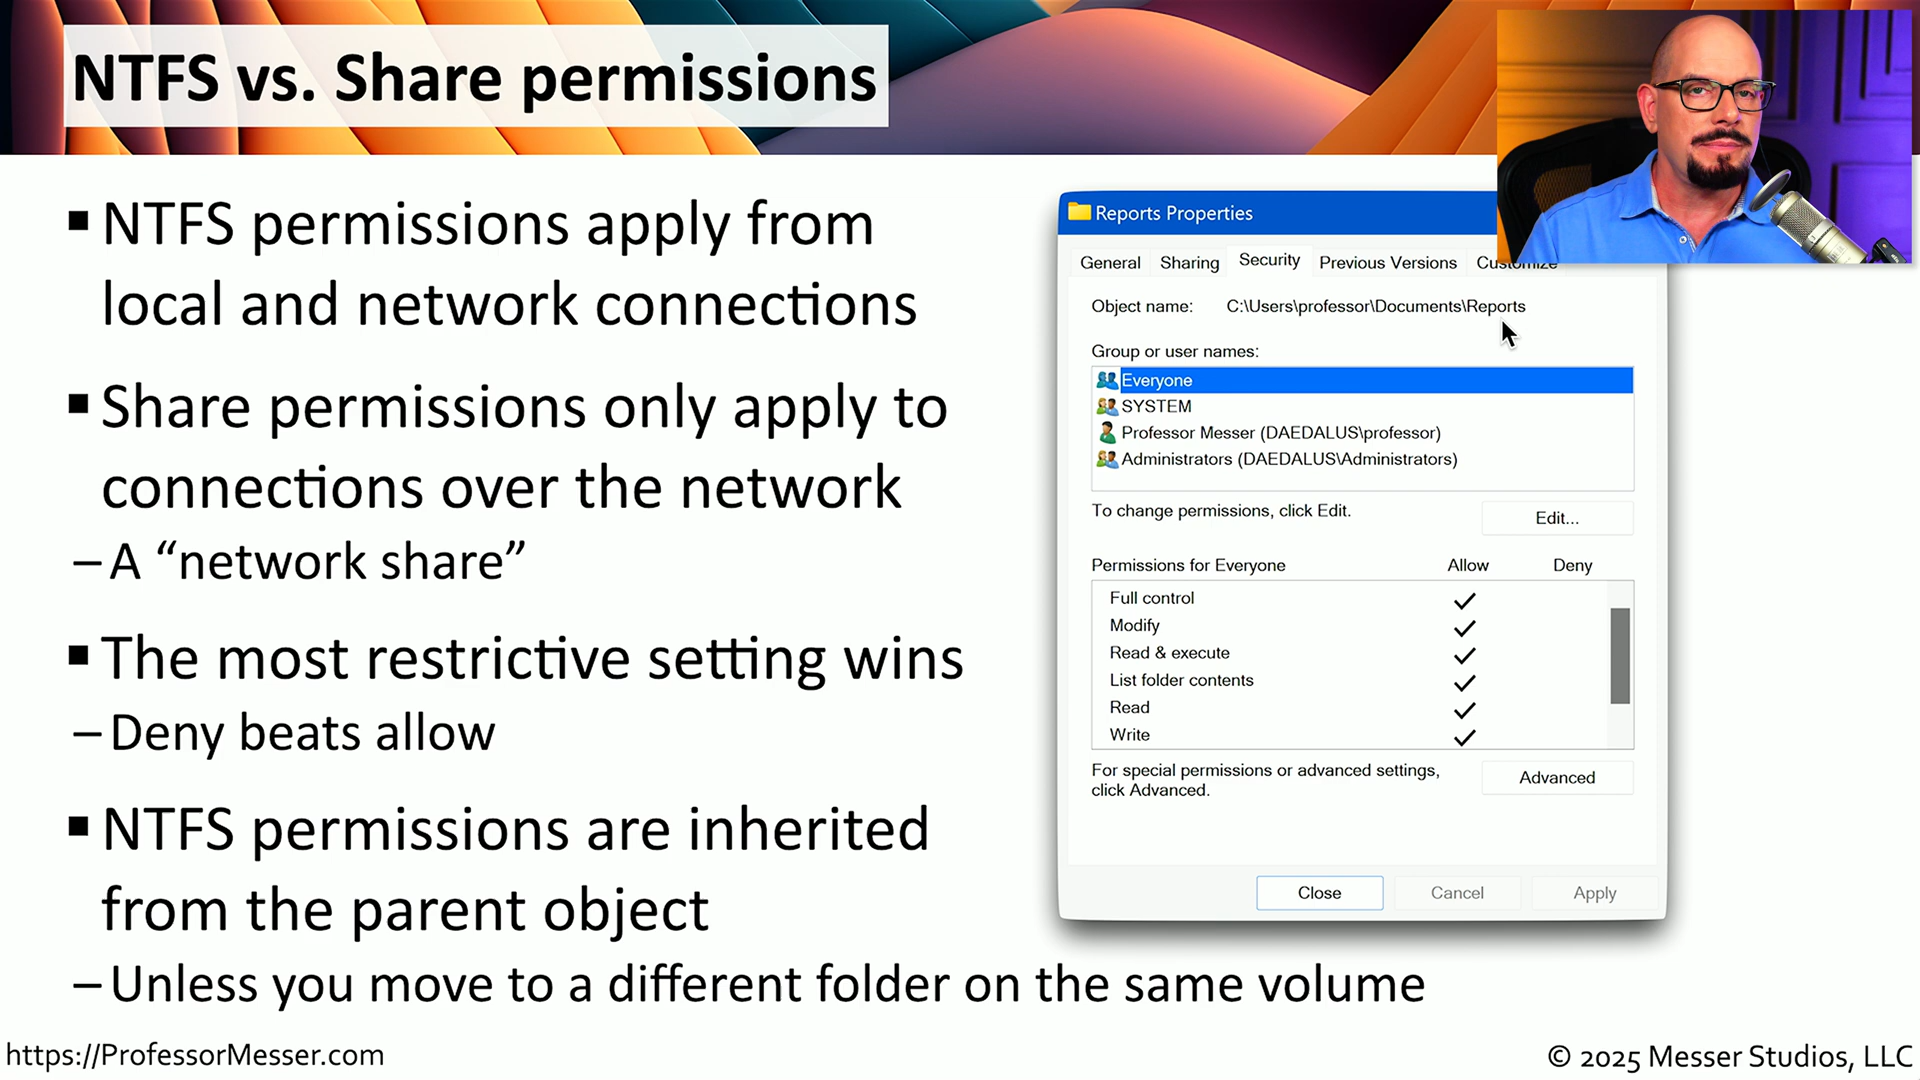 NTFS vs. Share permissions
▪ NTFS permissions apply from
local and network connections
▪ Share permissions only apply to
connections over the network
– A “network share”
▪ The most restrictive setting wins
– Deny beats allow
▪ NTFS permissions are inherited
from the parent object
– Unless you move to a different folder on the same volume
Reports Properties
General Sharing Security Previous Versions Customize
Object name: C:\Users\professor\Documents\Reports
Group or user names:
Everyone
SYSTEM
Professor Messer (DAEDALUS\professor)
Administrators (DAEDALUS\Administrators)
To change permissions, click Edit.
Edit...
Permissions for Everyone Allow Deny
Full control
Modify
Read & execute
List folder contents
Read
Write
For special permissions or advanced settings,
click Advanced.
Advanced
Close Cancel Apply
https://ProfessorMesser.com
© 2025 Messer Studios, LLC